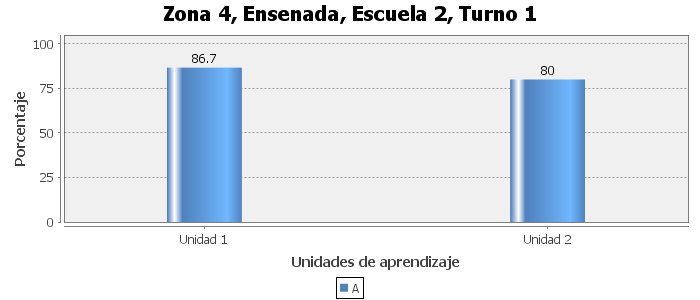 Zona 4, Ensenada, Escuela 2, Turno 1
Porcentaje
100
75
50
25
0
86.7
80
Unidad 1
Unidad 2
Unidades de aprendizaje
A